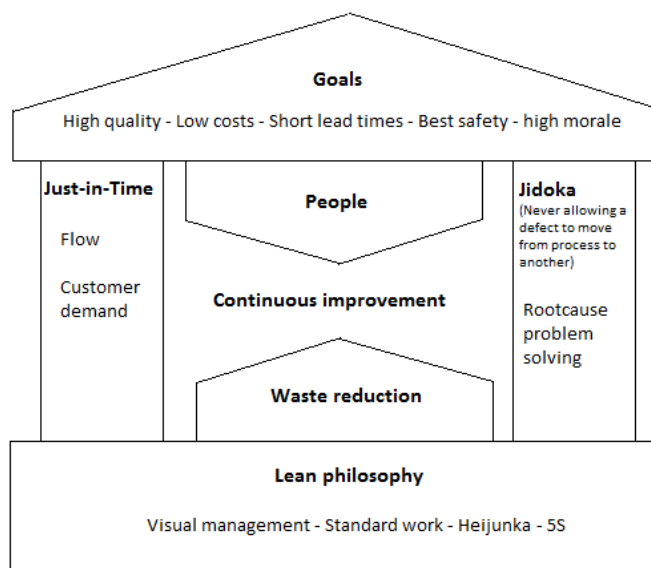 Goals
High quality - Low costs - Short lead times - Best safety - high morale
Just-in-Time
Flow
Customer
demand
People
Continuous improvement
Waste reduction
Jidoka
(Never allowing a
defect to move
from process to
another)
Rootcause
problem
solving
Lean philosophy
Visual management - Standard work - Heijunka - 5S